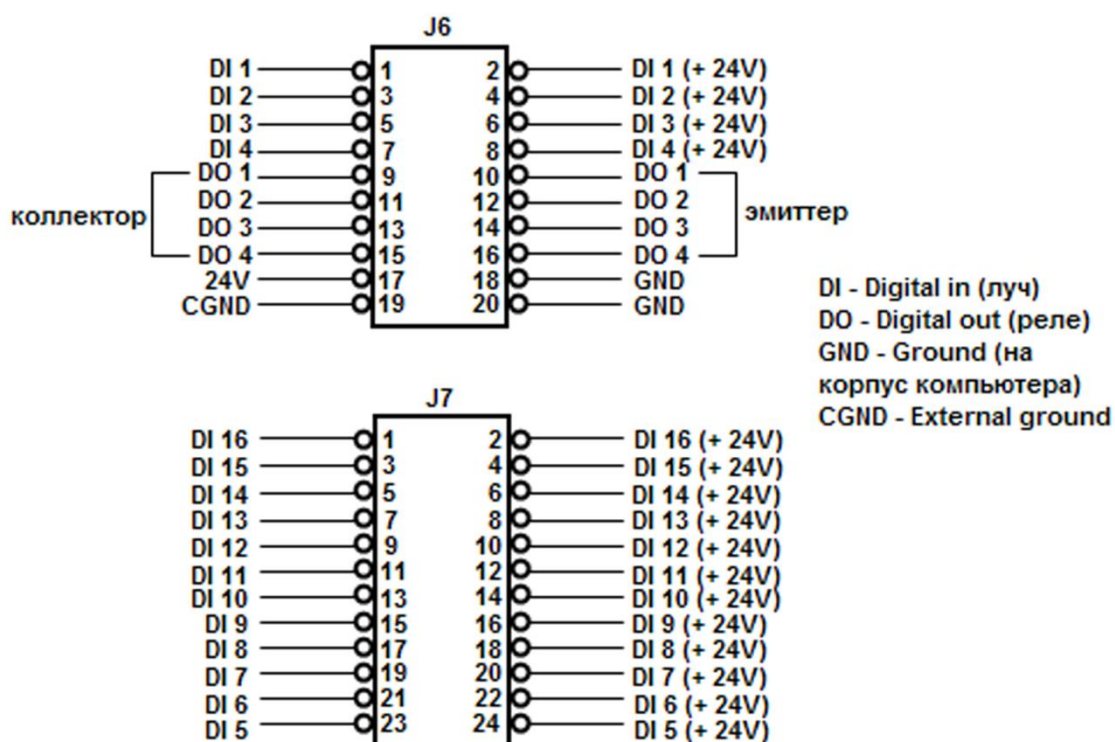 J6
DI 1 1 2 DI 1 (+ 24V)
DI 2 3 4 DI 2 (+ 24V)
DI 3 5 6 DI 3 (+ 24V)
DI 4 7 8 DI 4 (+ 24V)
DO 1 9 10 DO 1
DO 2 11 12 DO 2
коллектор
эмиттер
DO 3 13 14 DO 3
DO 4 15 16 DO 4
24V 17 18 GND
CGND 19 20 GND
DI - Digital in (луч)
DO - Digital out (реле)
GND - Ground (на
корпус компьютера)
CGND - External ground
J7
DI 16 1 2 DI 16 (+ 24V)
DI 15 3 4 DI 15 (+ 24V)
DI 14 5 6 DI 14 (+ 24V)
DI 13 7 8 DI 13 (+ 24V)
DI 12 9 10 DI 12 (+ 24V)
DI 11 11 12 DI 11 (+ 24V)
DI 10 13 14 DI 10 (+ 24V)
DI 9 15 16 DI 9 (+ 24V)
DI 8 17 18 DI 8 (+ 24V)
DI 7 19 20 DI 7 (+ 24V)
DI 6 21 22 DI 6 (+ 24V)
DI 5 23 24 DI 5 (+ 24V)